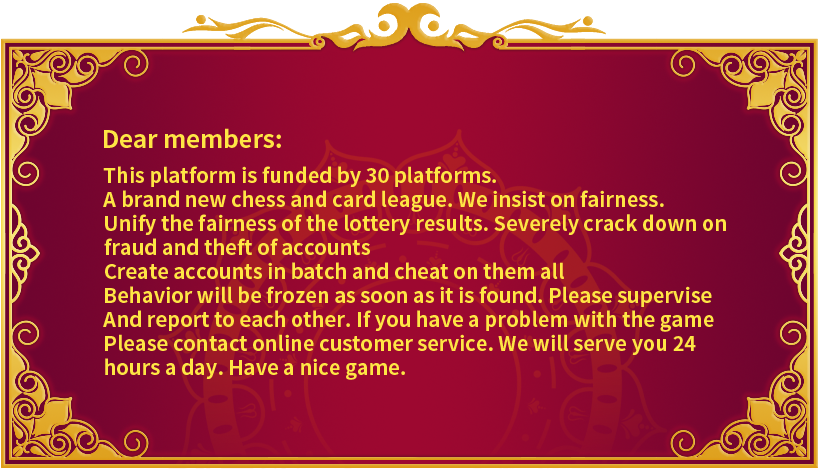 Dear members:
This platform is funded by 30 platforms.
A brand new chess and card league. We insist on fairness.
Unify the fairness of the lottery results. Severely crack down on
fraud and theft of accounts
Create accounts in batch and cheat on them all
Behavior will be frozen as soon as it is found. Please supervise
And report to each other. If you have a problem with the game
Please contact online customer service. We will serve you 24
hours a day. Have a nice game.